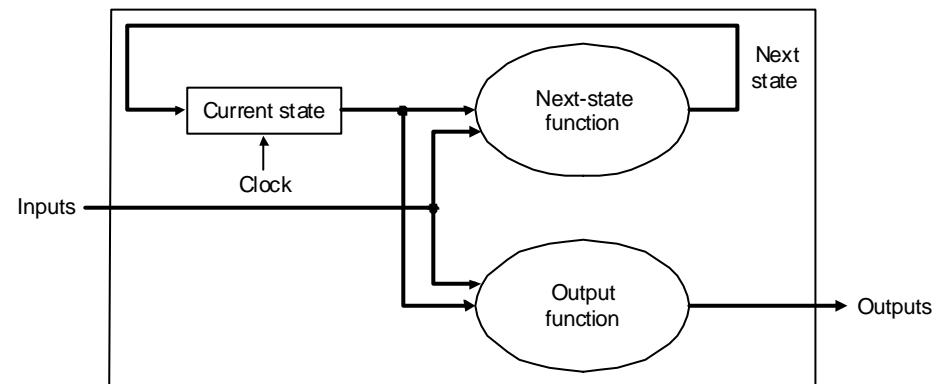 Next
state
Next-state
function
Current state
Clock
Inputs
Output
function
Outputs